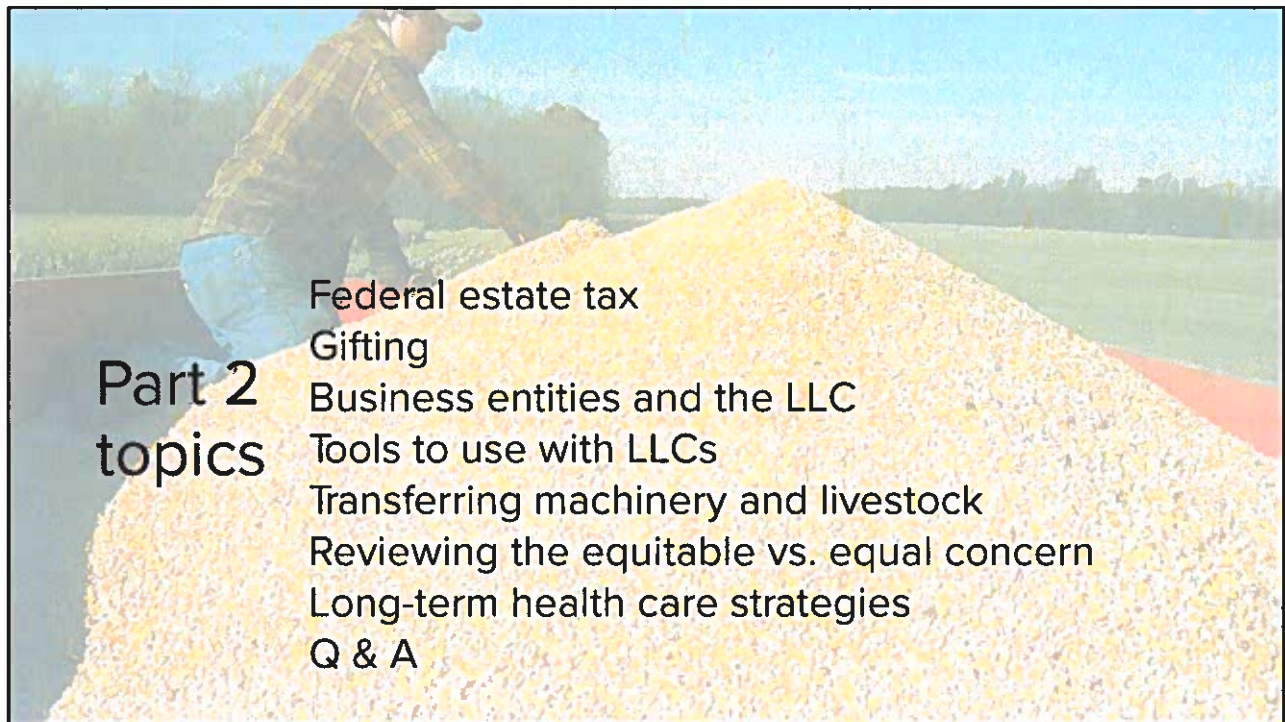 Part 2
topics
Federal estate tax
Gifting
Business entities and the LLC
Tools to use with LLCs
Transferring machinery and livestock
Reviewing the equitable vs. equal concern
Long-term health care strategies
Q & A